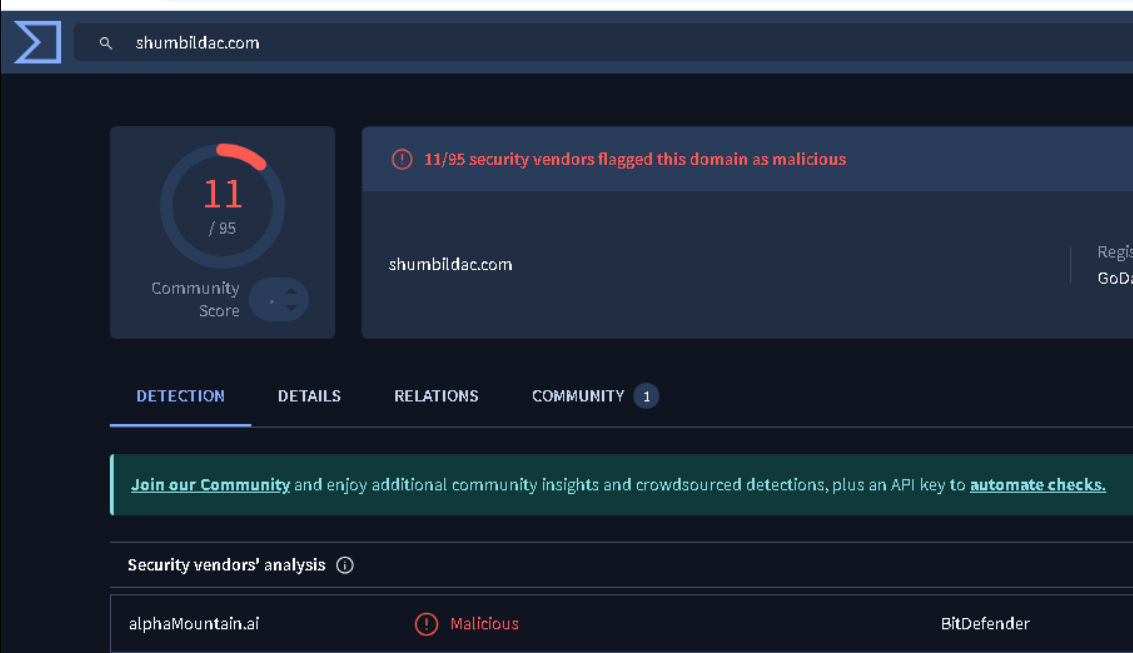 shumbildac.com
11/95 security vendors flagged this domain as malicious
11
/ 95
Community
Score
shumbildac.com
DETECTION DETAILS RELATIONS COMMUNITY 1
Join our Community and enjoy additional community insights and crowdsourced detections, plus an API key to automate checks.
Security vendors' analysis
alphaMountain.ai Malicious BitDefender